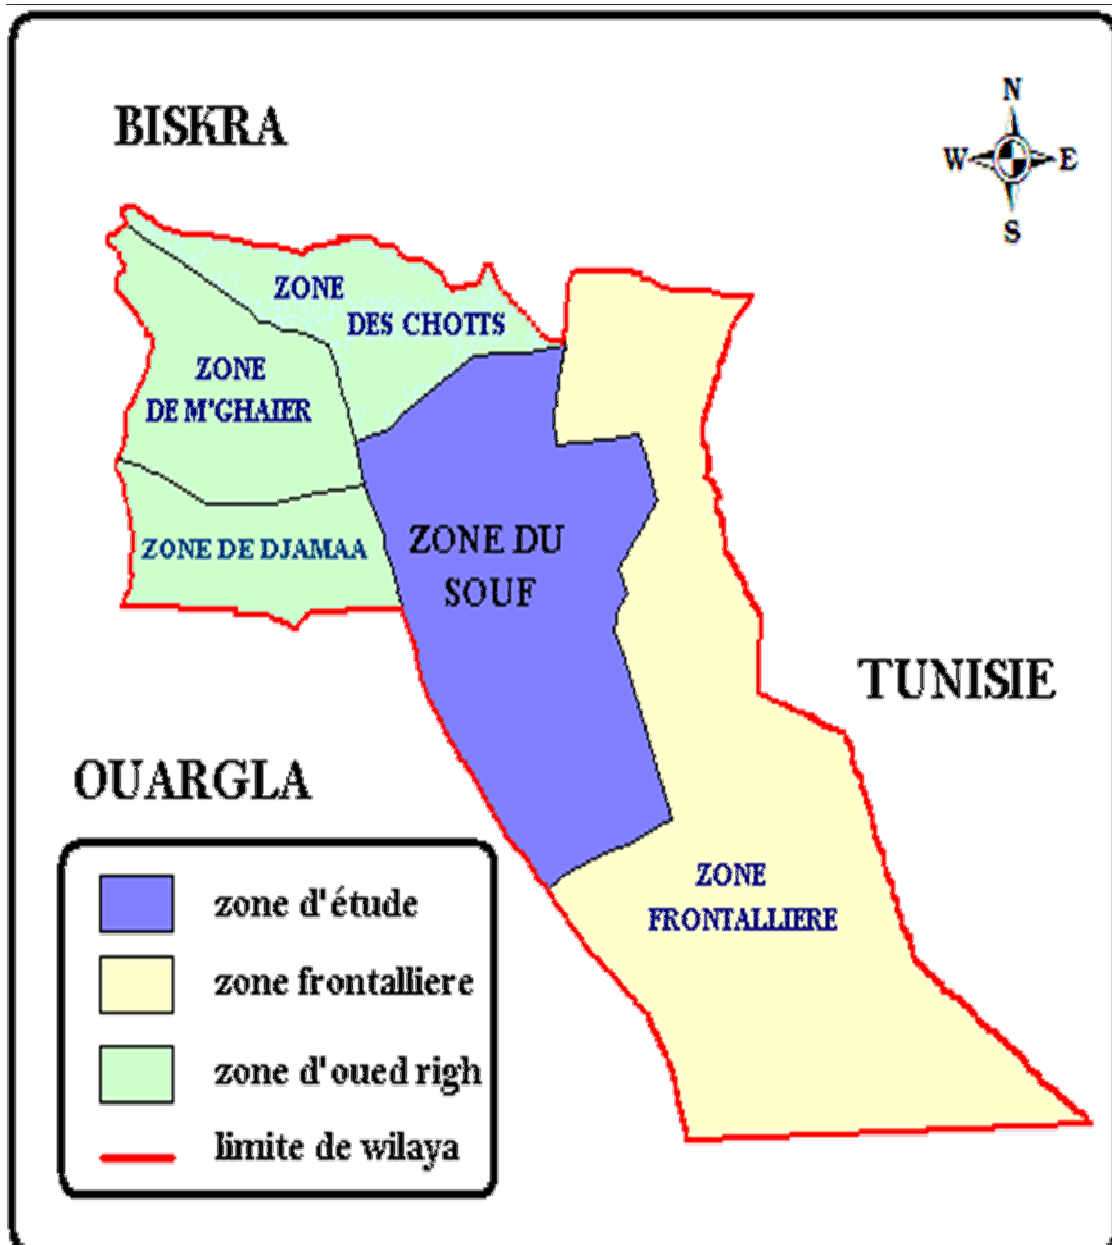 N
BISKRA
W E
S
ZONE
DES CHOTTS
ZONE
DE M'GHAIER
ZONE DU
ZONE DE DJAMAA
SOUF
TUNISIE
OUARGLA
ZONE
FRONTALLIERE
zone d'étude
zone frontalliere
zone d'oued righ
limite de wilaya